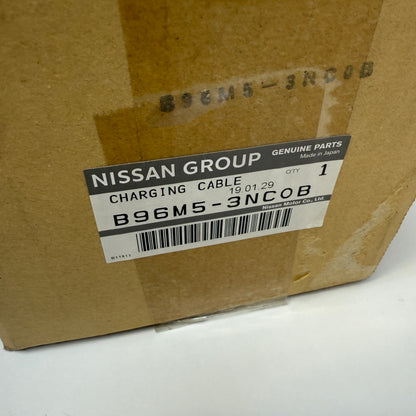 B96M5-3NC0B
NISSAN GROUP GENUINE PARTS
Made in Japan
CHARGING CABLE QTY 1
19.01.29
B96M5-3NC0B
Nissan Motor Co., Ltd.